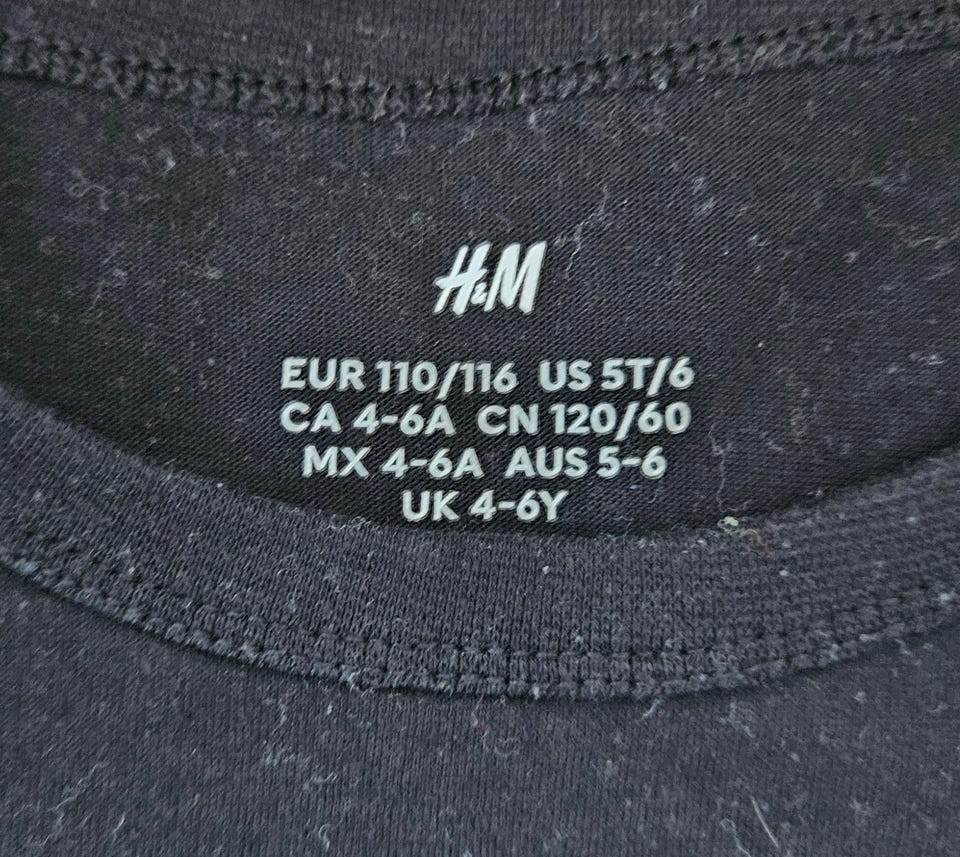 H&M
EUR 110/116 US 5T/6
CA 4-6A CN 120/60
MX 4-6A AUS 5-6
UK 4-6Y